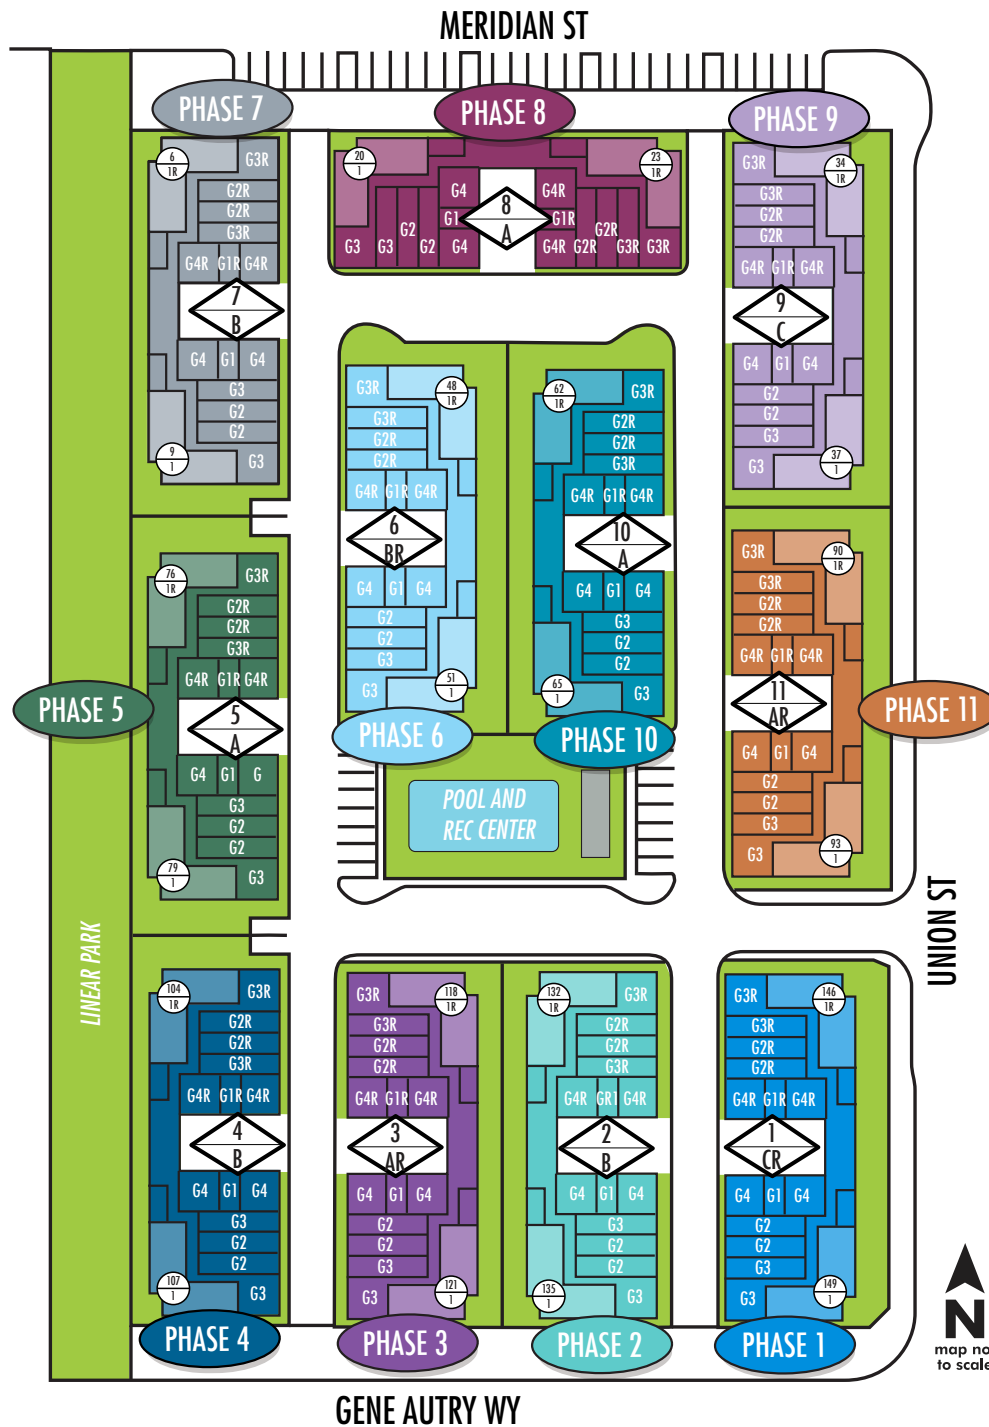 MERIDIAN ST
PHASE 7
6
1R
G3R
G2R
G2R
G3R
G4R G1R G4R
7
B
G4 G1 G4
G3
G2
G2
9
1
G3
PHASE 8
20
1
23
1R
G4
G1
G4
G3 G3 G2 G2
8
A
G4R
G1R
G4R
G2R G2R G3R G3R
PHASE 9
G3R
34
1R
G3R
G2R
G2R
G4R G1R G4R
9
C
G4 G1 G4
G2
G2
G3
G3
37
1
G3R
48
1R
G3R
G2R
G2R
G4R G1R G4R
6
BR
G4 G1 G4
G2
G2
G3
G3
51
1
PHASE 6
62
1R
G3R
G2R
G2R
G3R
G4R G1R G4R
10
A
G4 G1 G4
G3
G2
G2
65
1
G3
PHASE 10
76
1R
G3R
G2R
G2R
G3R
G4R G1R G4R
PHASE 5
5
A
G4 G1 G
G3
G2
G2
79
1
G3
G3R
90
1R
G3R
G2R
G2R
G4R G1R G4R
11
AR
PHASE 11
G4 G1 G4
G2
G2
G3
G3
93
1
POOL AND
REC CENTER
LINEAR PARK
UNION ST
104
1R
G3R
G2R
G2R
G3R
G4R G1R G4R
4
B
G4 G1 G4
G3
G2
G2
107
1
G3
PHASE 4
G3R
118
1R
G3R
G2R
G2R
G4R G1R G4R
3
AR
G4 G1 G4
G2
G2
G3
G3
121
1
PHASE 3
132
1R
G3R
G2R
G2R
G3R
G4R GR1 G4R
2
B
G4 G1 G4
G3
G2
G2
135
1
G3
PHASE 2
G3R
146
1R
G3R
G2R
G2R
G4R G1R G4R
1
CR
G4 G1 G4
G2
G2
G3
G3
149
1
PHASE 1
N
map no
to scale
GENE AUTRY WY